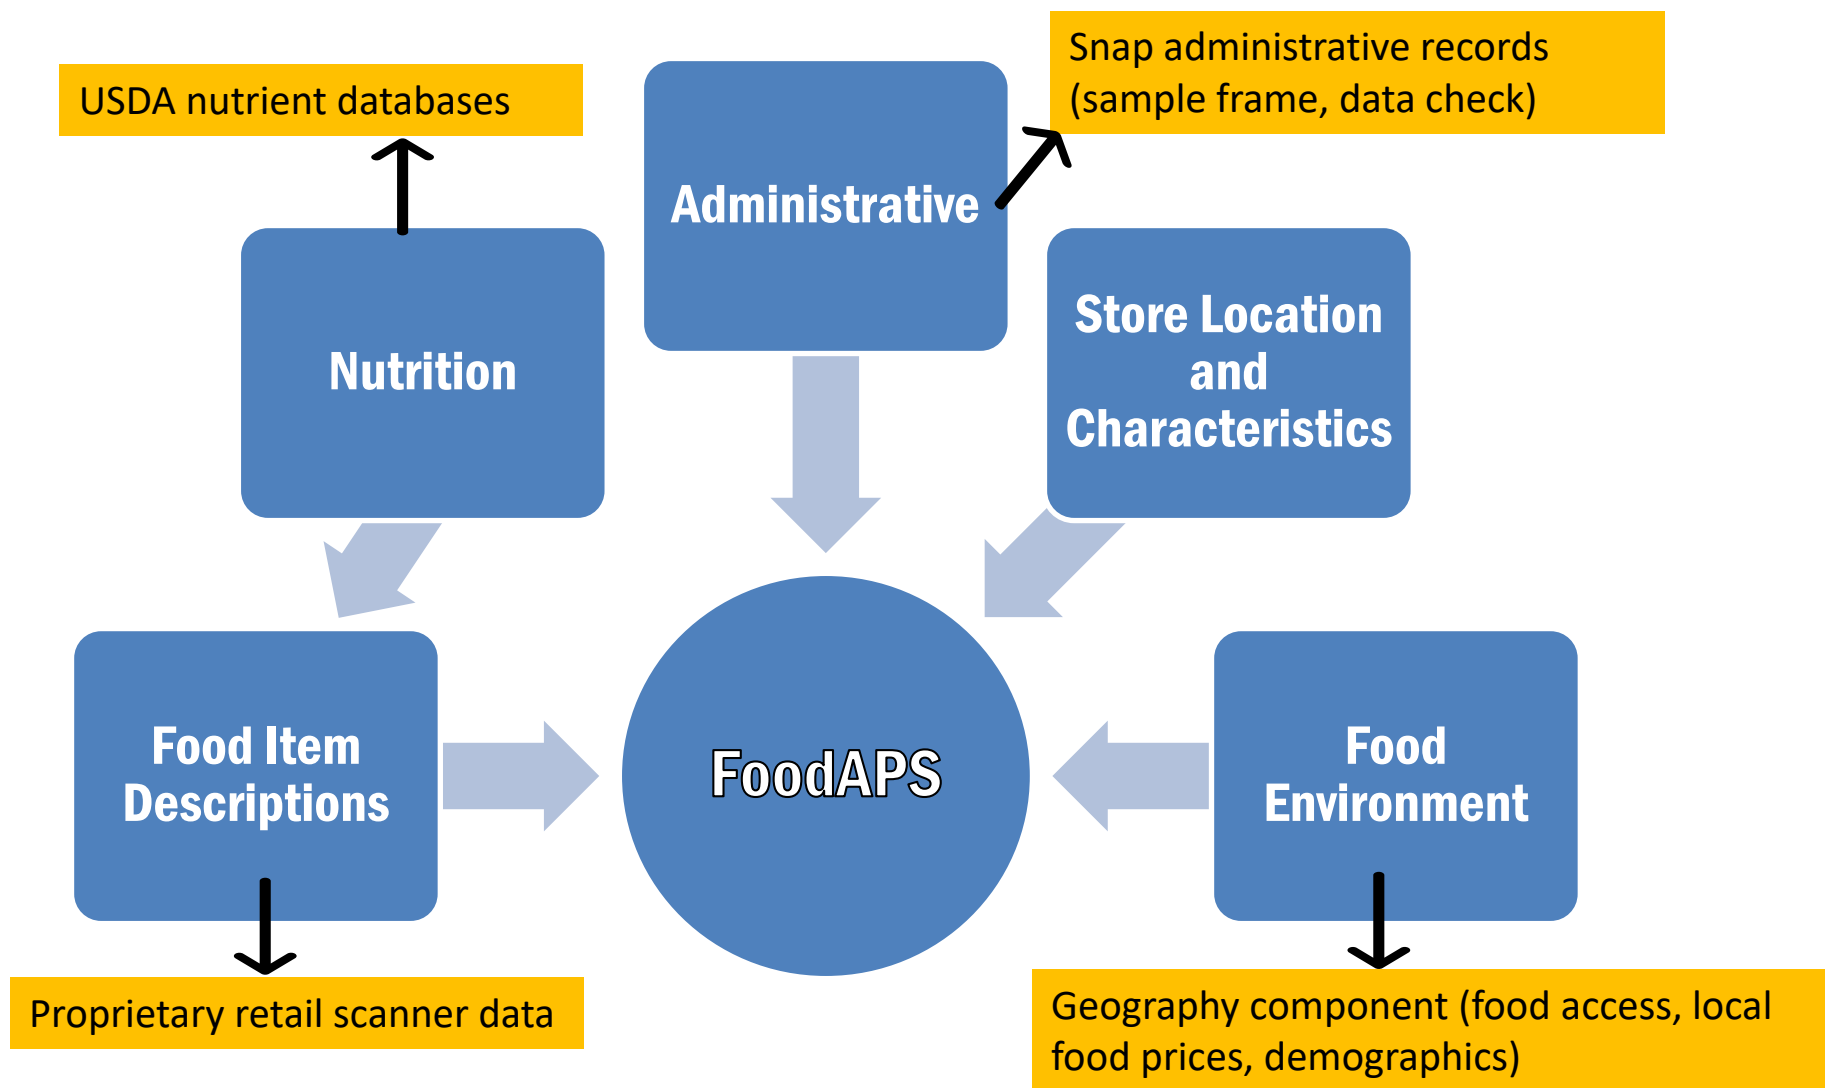 USDA nutrient databases
Snap administrative records
(sample frame, data check)
Administrative
Nutrition
Store Location
and
Characteristics
Food Item
Descriptions
FoodAPS
Food
Environment
Proprietary retail scanner data
Geography component (food access, local
food prices, demographics)